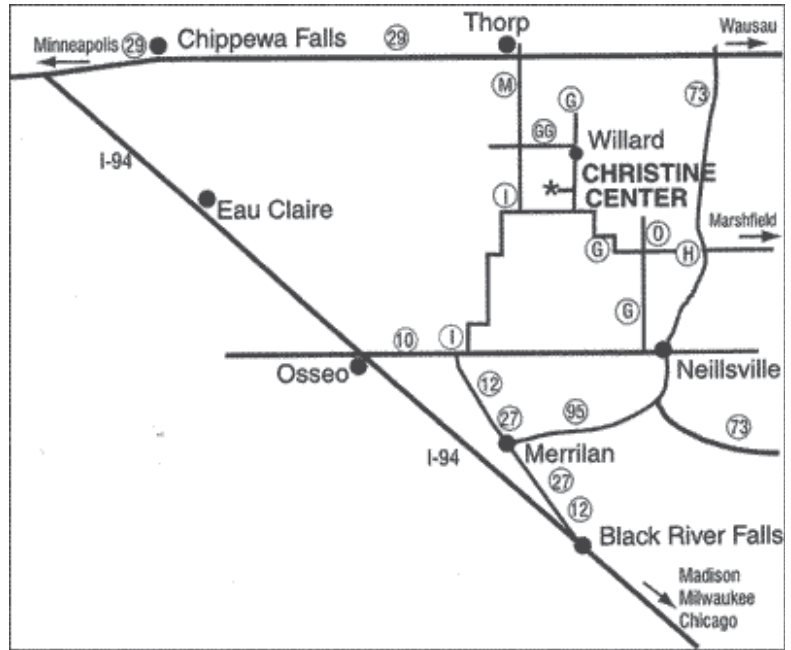 Thorp
Wausau
Minneapolis 29 Chippewa Falls
29
M
G
73
GG
Willard
I-94
CHRISTINE
CENTER
*
I
Eau Claire
O
Marshfield
G
H
G
10
I
Osseo
Neillsville
12
27
95
73
I-94
Merrilan
27
12
Black River Falls
Madison
Milwaukee
Chicago